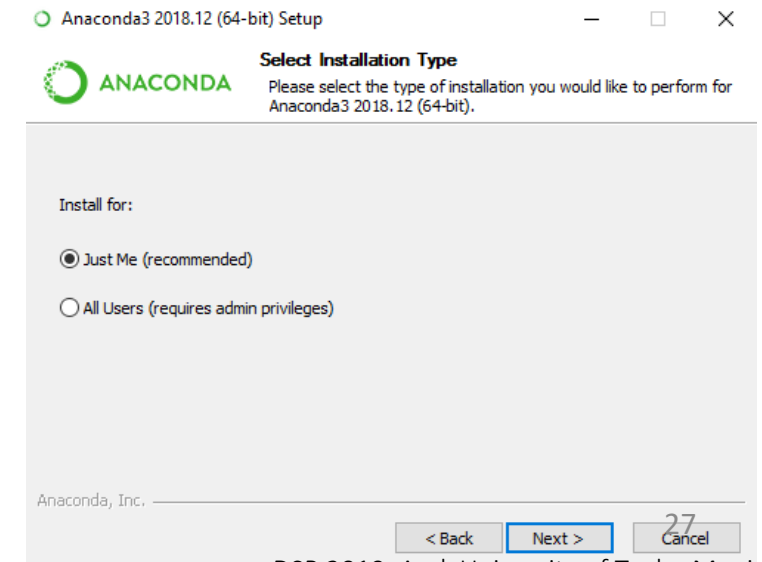 Anaconda3 2018.12 (64-bit) Setup
ANACONDA
Select Installation Type
Please select the type of installation you would like to perform for
Anaconda3 2018.12 (64-bit).
Install for:
Just Me (recommended)
All Users (requires admin privileges)
Anaconda, Inc.
< Back
Next >
Cancel
27